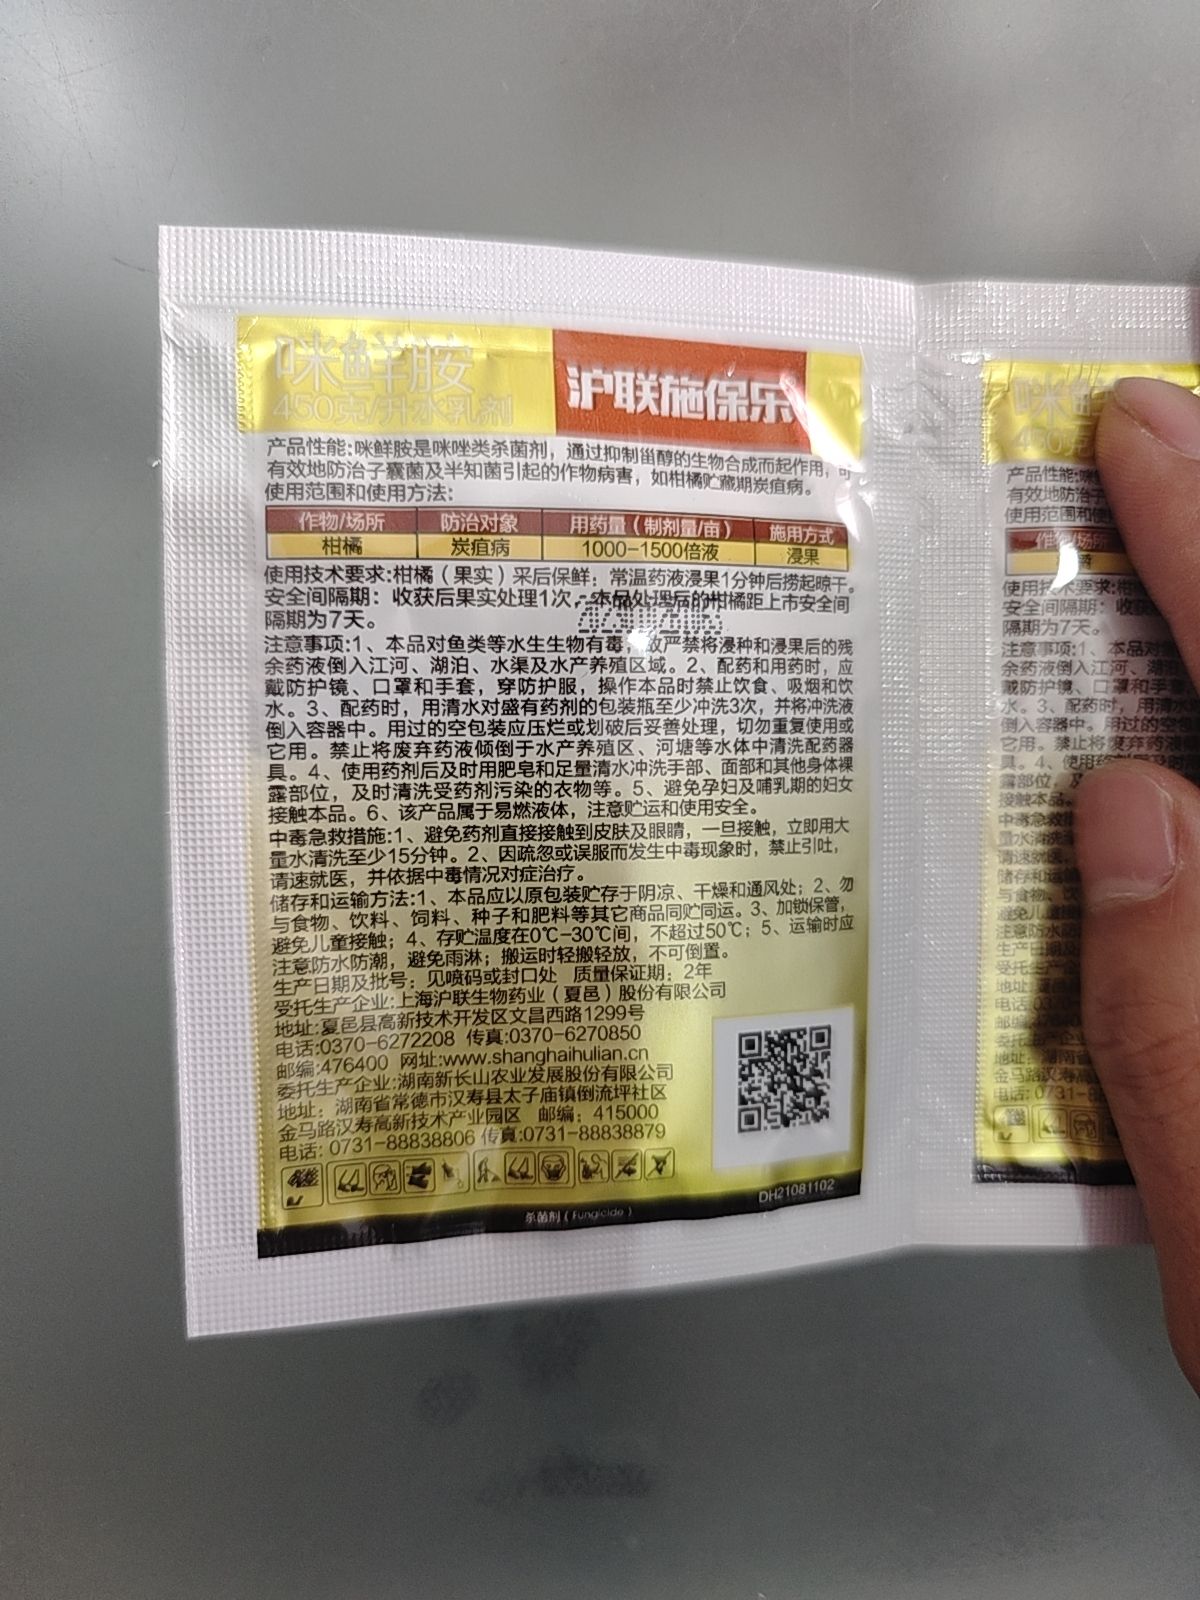 咪鲜胺
450克/升水乳剂
沪联施保乐
产品性能:咪鲜胺是咪唑类杀菌剂，通过抑制甾醇的生物合成而起作用，可
有效地防治子囊菌及半知菌引起的作物病害，如柑橘贮藏期炭疽病。
使用范围和使用方法:
作物/场所 防治对象 用药量（制剂量/亩） 施用方式
柑橘 炭疽病 1000-1500倍液 浸果
使用技术要求:柑橘（果实）采后保鲜：常温药液浸果1分钟后捞起晾干。
安全间隔期：收获后果实处理1次，本品处理后的柑橘距上市安全间
隔期为7天。
注意事项:1、本品对鱼类等水生生物有毒，故严禁将浸种和浸果后的残
余药液倒入江河、湖泊、水渠及水产养殖区域。2、配药和用药时，应
戴防护镜、口罩和手套，穿防护服，操作本品时禁止饮食、吸烟和饮
水。3、配药时，用清水对盛有药剂的包装瓶至少冲洗3次，并将冲洗液
倒入容器中。用过的空包装应压烂或划破后妥善处理，切勿重复使用或
它用。禁止将废弃药液倾倒于水产养殖区、河塘等水体中清洗配药器
具。4、使用药剂后及时用肥皂和足量清水冲洗手部、面部和其他身体裸
露部位，及时清洗受药剂污染的衣物等。5、避免孕妇及哺乳期的妇女
接触本品。6、该产品属于易燃液体，注意贮运和使用安全。
中毒急救措施:1、避免药剂直接接触到皮肤及眼睛，一旦接触，立即用大
量水清洗至少15分钟。2、因疏忽或误服而发生中毒现象时，禁止引吐，
请速就医，并依据中毒情况对症治疗。
储存和运输方法:1、本品应以原包装贮存于阴凉、干燥和通风处；2、勿
与食物、饮料、饲料、种子和肥料等其它商品同贮同运。3、加锁保管，
避免儿童接触；4、存贮温度在0℃-30℃间，不超过50℃；5、运输时应
注意防水防潮，避免雨淋；搬运时轻搬轻放，不可倒置。
生产日期及批号：见喷码或封口处 质量保证期：2年
受托生产企业:上海沪联生物药业（夏邑）股份有限公司
地址:夏邑县高新技术开发区文昌西路1299号
电话:0370-6272208 传真:0370-6270850
邮编:476400 网址:www.shanghaihulian.cn
委托生产企业:湖南新长山农业发展股份有限公司
地址：湖南省常德市汉寿县太子庙镇倒流坪社区
金马路汉寿高新技术产业园区 邮编：415000
电话: 0731-88838806 传真:0731-88838879
DH21081102
杀菌剂（Fungicide）